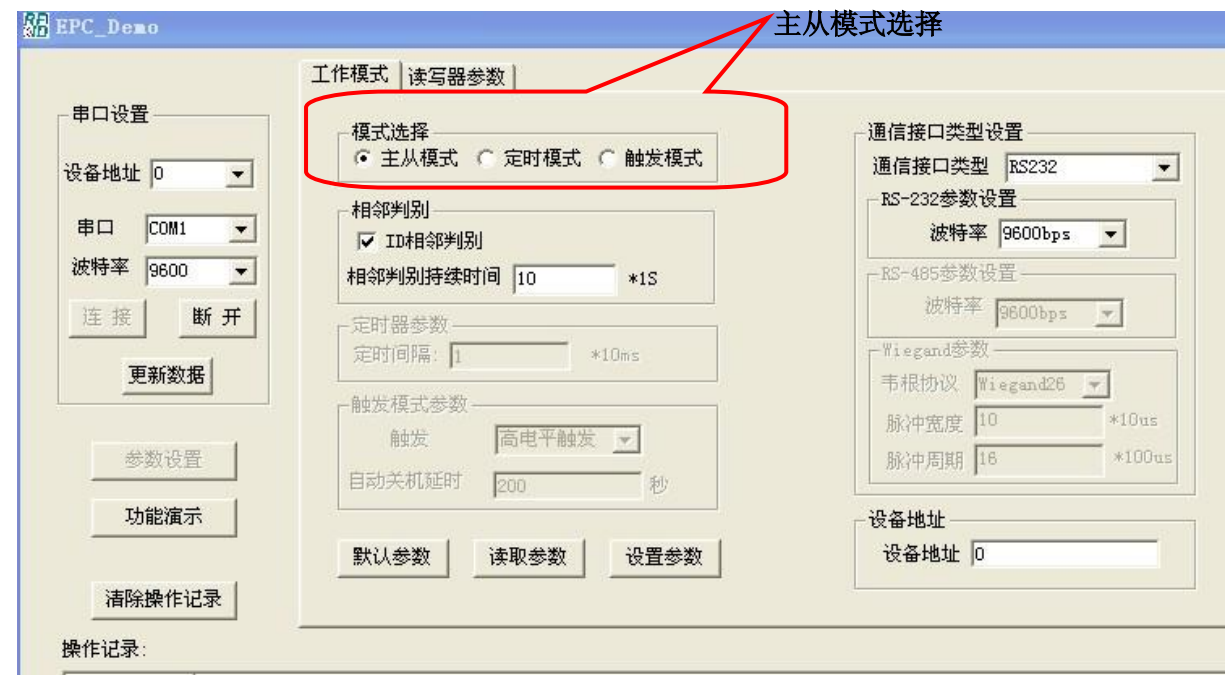 EPC_Demo
主从模式选择
工作模式 读写器参数
串口设置
设备地址 0
串口 COM1
波特率 9600
连 接 断 开
更新数据
参数设置
功能演示
清除操作记录
操作记录:
模式选择
主从模式 定时模式 触发模式
相邻判别
ID相邻判别
相邻判别持续时间 10 *1S
定时器参数
定时间隔: 1 *10ms
触发模式参数
触发 高电平触发
自动关机延时 200 秒
默认参数 读取参数 设置参数
通信接口类型设置
通信接口类型 RS232
RS-232参数设置
波特率 9600bps
RS-485参数设置
波特率 9600bps
Wiegand参数
韦根协议 Wiegand26
脉冲宽度 10 *10us
脉冲周期 16 *100us
设备地址
设备地址 0